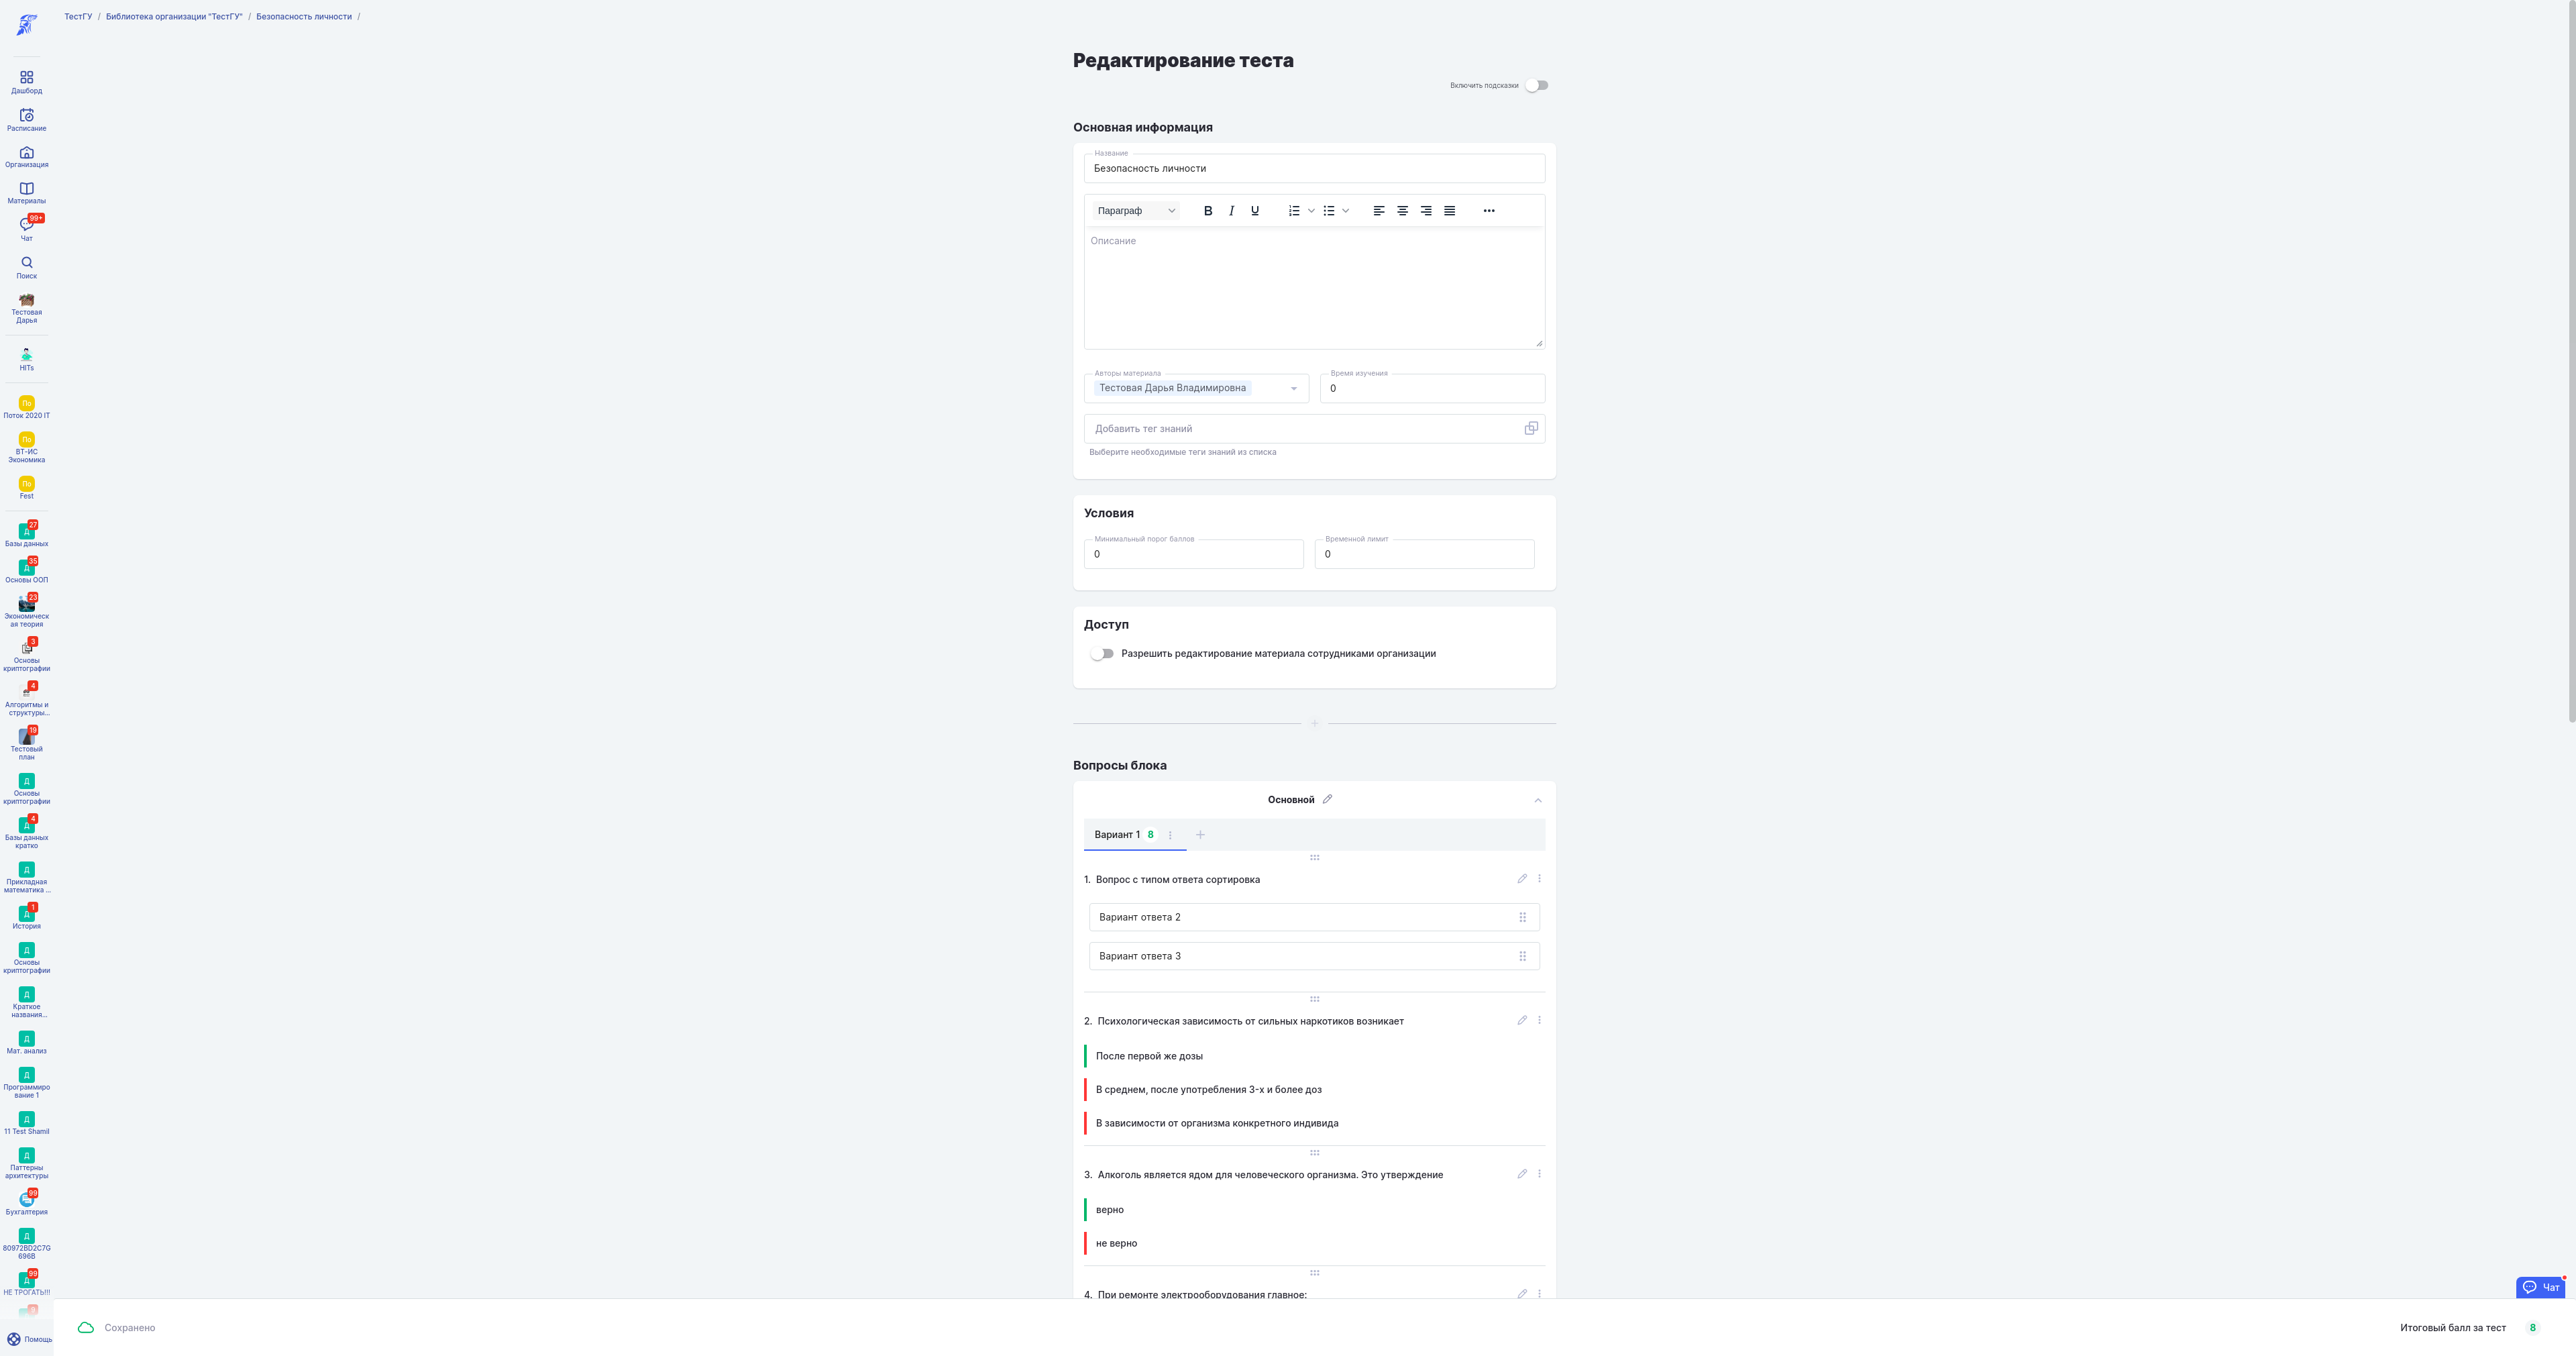 ТестГУ / Библиотека организации "ТестГУ" / Безопасность личности /
Дашборд
Расписание
Организация
Материалы
99+
Чат
Поиск
Тестовая
Дарья
HITs
По
Поток 2020 IT
По
ВТ-ИС
Экономика
По
Fest
27
Д
Базы данных
35
Д
Основы ООП
23
Экономическ
ая теория
3
Основы
криптографии
4
Алгоритмы и
структуры...
19
Тестовый
план
Д
Основы
криптографии
4
Д
Базы данных
кратко
Д
Прикладная
математика ...
1
Д
История
Д
Основы
криптографии
Д
Краткое
названия...
Д
Мат. анализ
Д
Программиро
вание 1
Д
11 Test Shamil
Д
Паттерны
архитектуры
99
Бухгалтерия
Д
80972BD2C7G
696B
99
Д
НЕ ТРОГАТЬ!!!
Помощь
Редактирование теста
Включить подсказки
Основная информация
Название
Безопасность личности
Параграф
B I U
Описание
Авторы материала
Тестовая Дарья Владимировна
Время изучения
0
Добавить тег знаний
Выберите необходимые теги знаний из списка
Условия
Минимальный порог баллов
0
Временной лимит
0
Доступ
Разрешить редактирование материала сотрудниками организации
Вопросы блока
Основной
Вариант 1 8
1. Вопрос с типом ответа сортировка
Вариант ответа 2
Вариант ответа 3
2. Психологическая зависимость от сильных наркотиков возникает
После первой же дозы
В среднем, после употребления 3-х и более доз
В зависимости от организма конкретного индивида
3. Алкоголь является ядом для человеческого организма. Это утверждение
верно
не верно
4. При ремонте электрооборудования главное:
Чат
Сохранено
Итоговый балл за тест 8